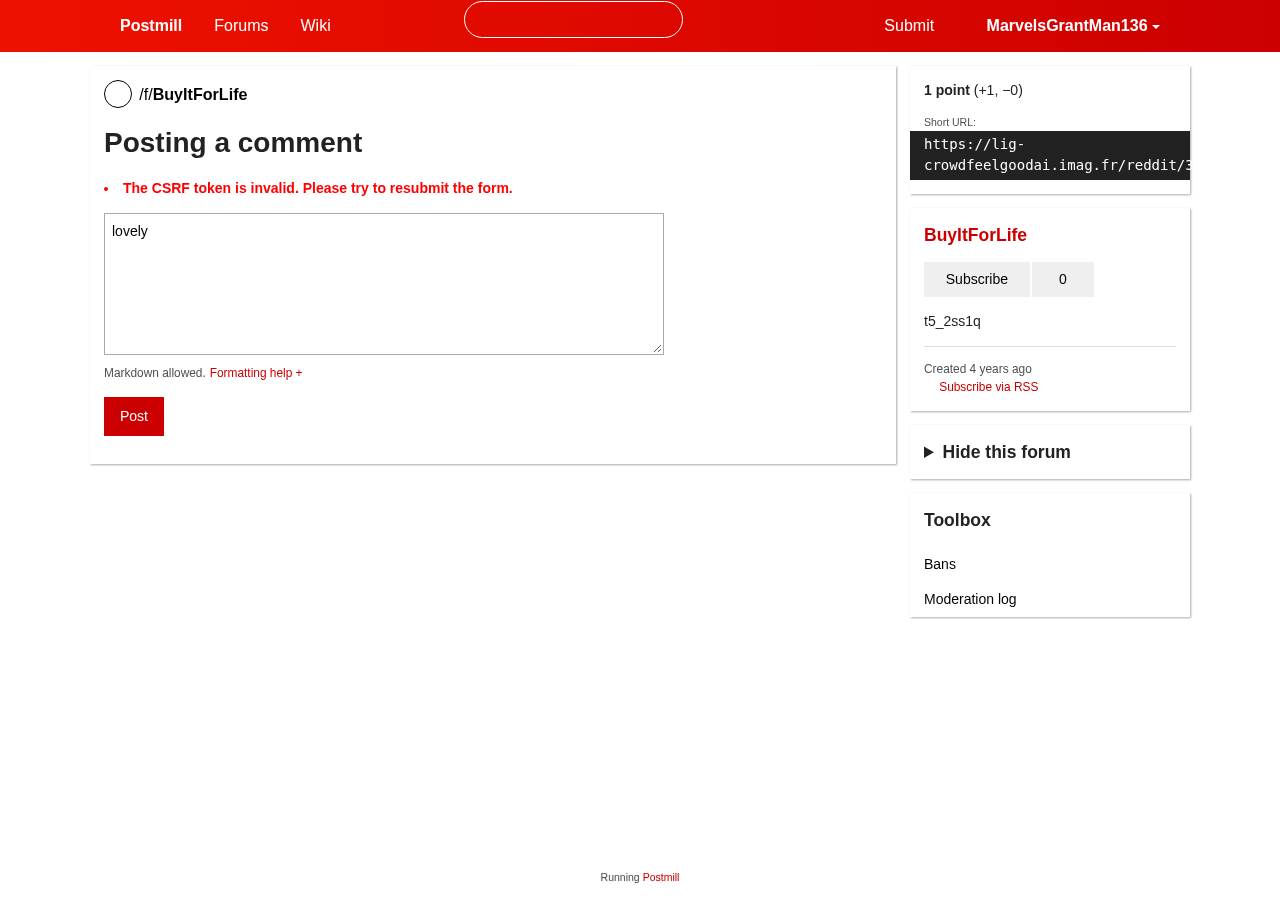 Postmill Forums Wiki Submit MarvelsGrantMan136
/f/BuyItForLife
Posting a comment
The CSRF token is invalid. Please try to resubmit the form.
lovely
Markdown allowed. Formatting help +
Post
1 point (+1, −0)
Short URL:
https://lig-
crowdfeelgoodai.imag.fr/reddit/3
BuyItForLife
Subscribe 0
t5_2ss1q
Created 4 years ago
Subscribe via RSS
Hide this forum
Toolbox
Bans
Moderation log
Running Postmill